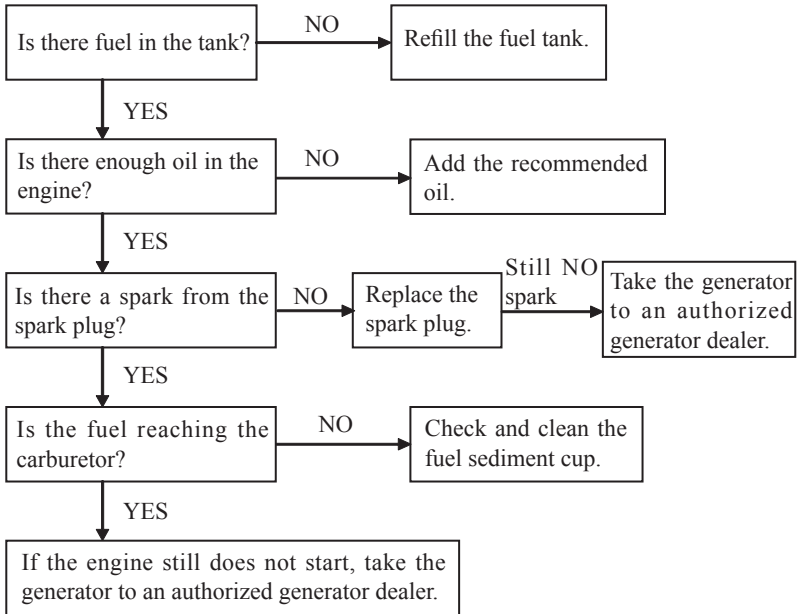 Is there fuel in the tank?
NO
Refill the fuel tank.
YES
Is there enough oil in the
engine?
NO
Add the recommended
oil.
YES
Is there a spark from the
spark plug?
NO
Replace the
spark plug.
Still NO
spark
Take the generator
to an authorized
generator dealer.
YES
Is the fuel reaching the
carburetor?
NO
Check and clean the
fuel sediment cup.
YES
If the engine still does not start, take the
generator to an authorized generator dealer.